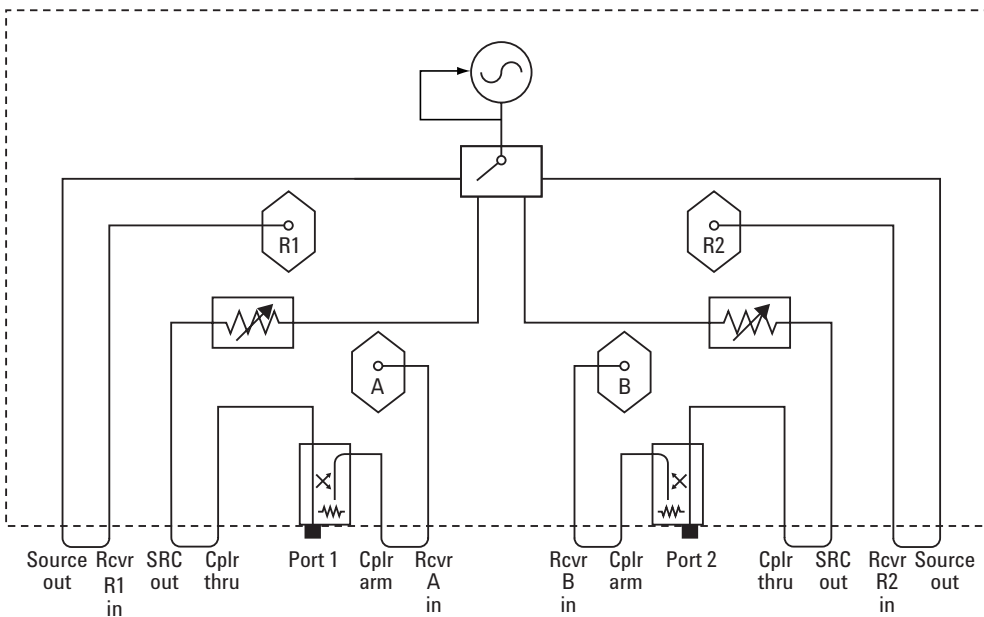 R1
R2
A
B
Source
out
Rcvr
R1
in
SRC
out
Cplr
thru
Port 1
Cplr
arm
Rcvr
A
in
Rcvr
B
in
Cplr
arm
Port 2
Cplr
thru
SRC
out
Rcvr
R2
in
Source
out